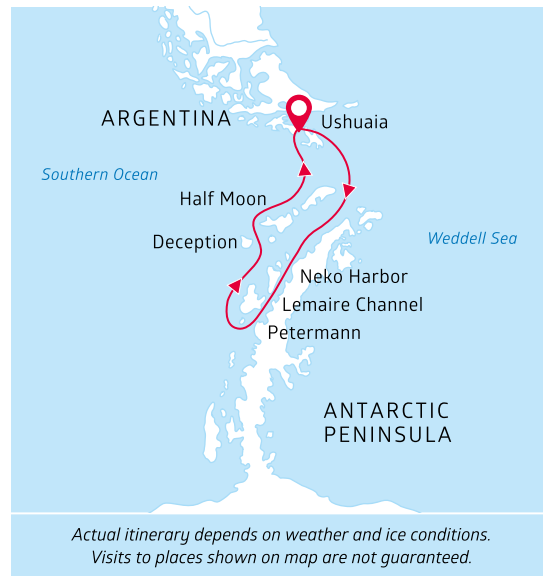 ARGENTINA
Ushuaia
Southern Ocean
Half Moon
Deception
Weddell Sea
Neko Harbor
Lemaire Channel
Petermann
ANTARCTIC
PENINSULA
Actual itinerary depends on weather and ice conditions.
Visits to places shown on map are not guaranteed.